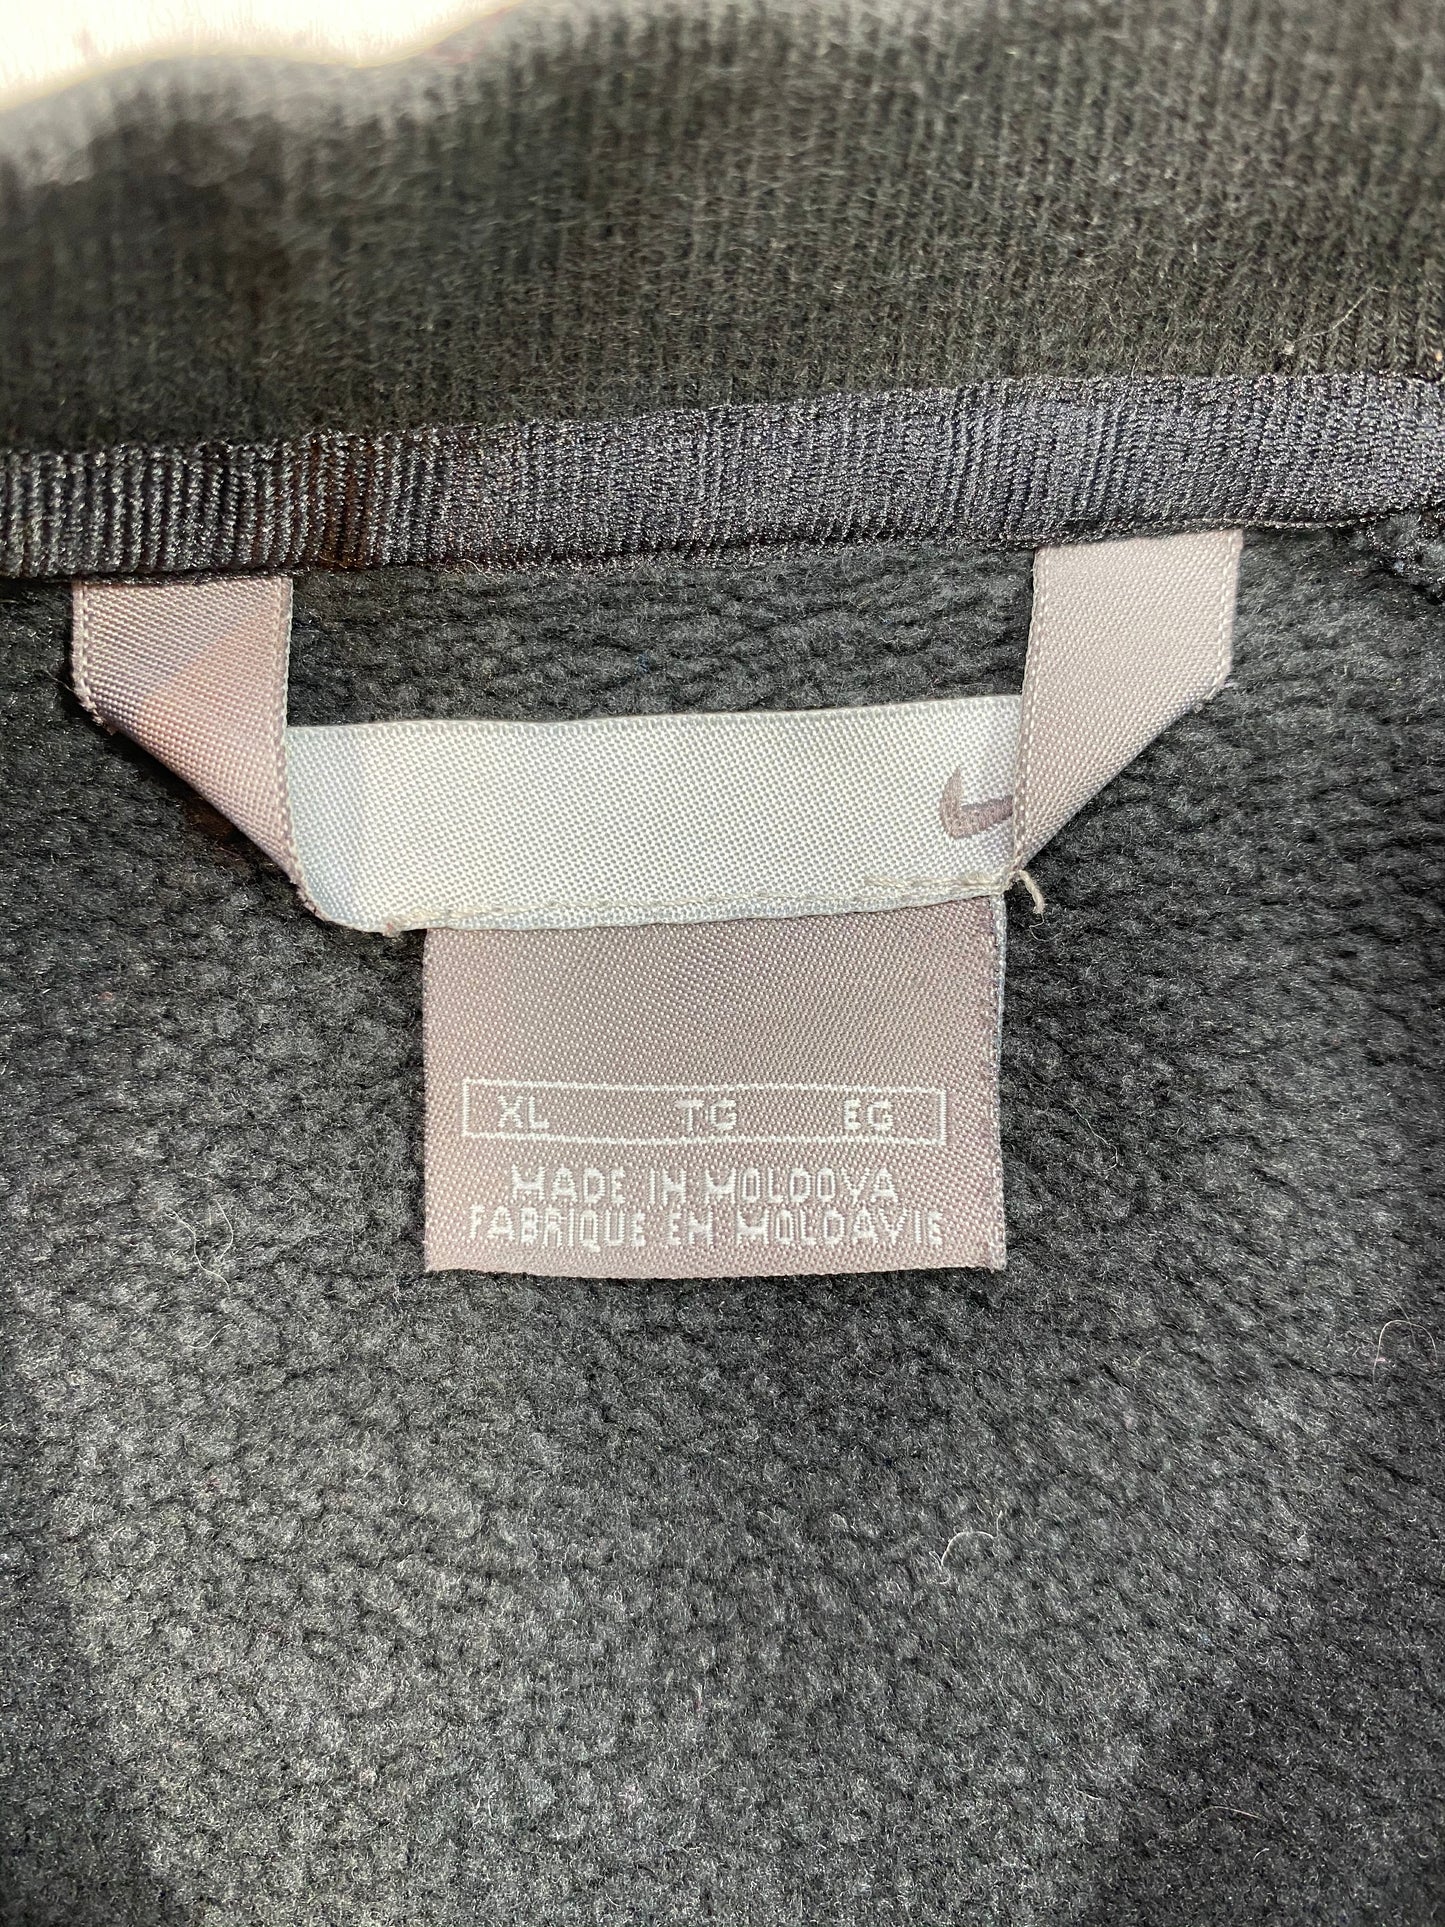 XL TG EG
MADE IN MOLDOVA
FABRIQUE EN MOLDAVIE